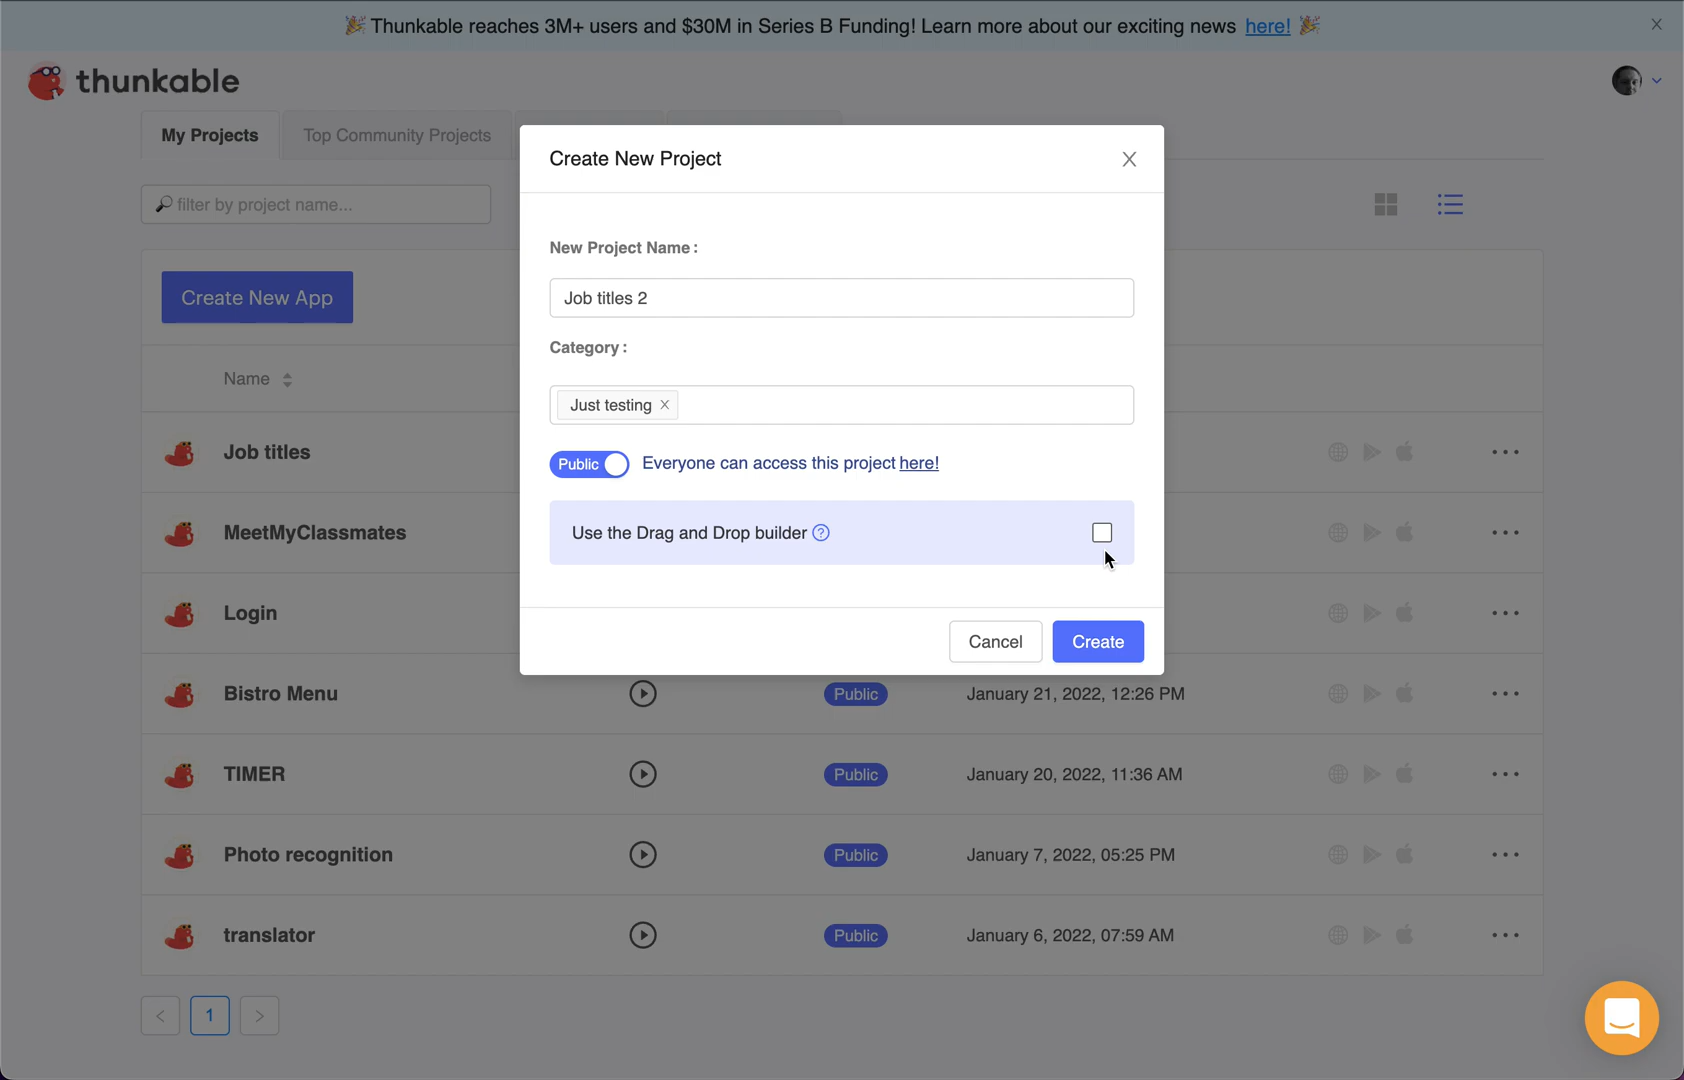 🎉 Thunkable reaches 3M+ users and $30M in Series B Funding! Learn more about our exciting news here! 🎉
thunkable
My Projects
Top Community Projects
filter by project name...
Create New App
Name
Job titles
MeetMyClassmates
Login
Bistro Menu
Public
January 21, 2022, 12:26 PM
TIMER
Public
January 20, 2022, 11:36 AM
Photo recognition
Public
January 7, 2022, 05:25 PM
translator
Public
January 6, 2022, 07:59 AM
< 1 >
Create New Project
New Project Name :
Job titles 2
Category :
Just testing
Public Everyone can access this project here!
Use the Drag and Drop builder ?
Cancel
Create